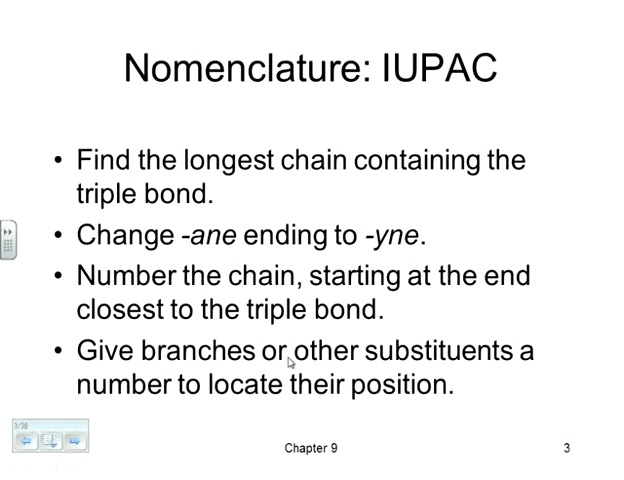 Nomenclature: IUPAC
• Find the longest chain containing the
triple bond.
• Change -ane ending to -yne.
• Number the chain, starting at the end
closest to the triple bond.
• Give branches or other substituents a
number to locate their position.
3/38
Chapter 9
3